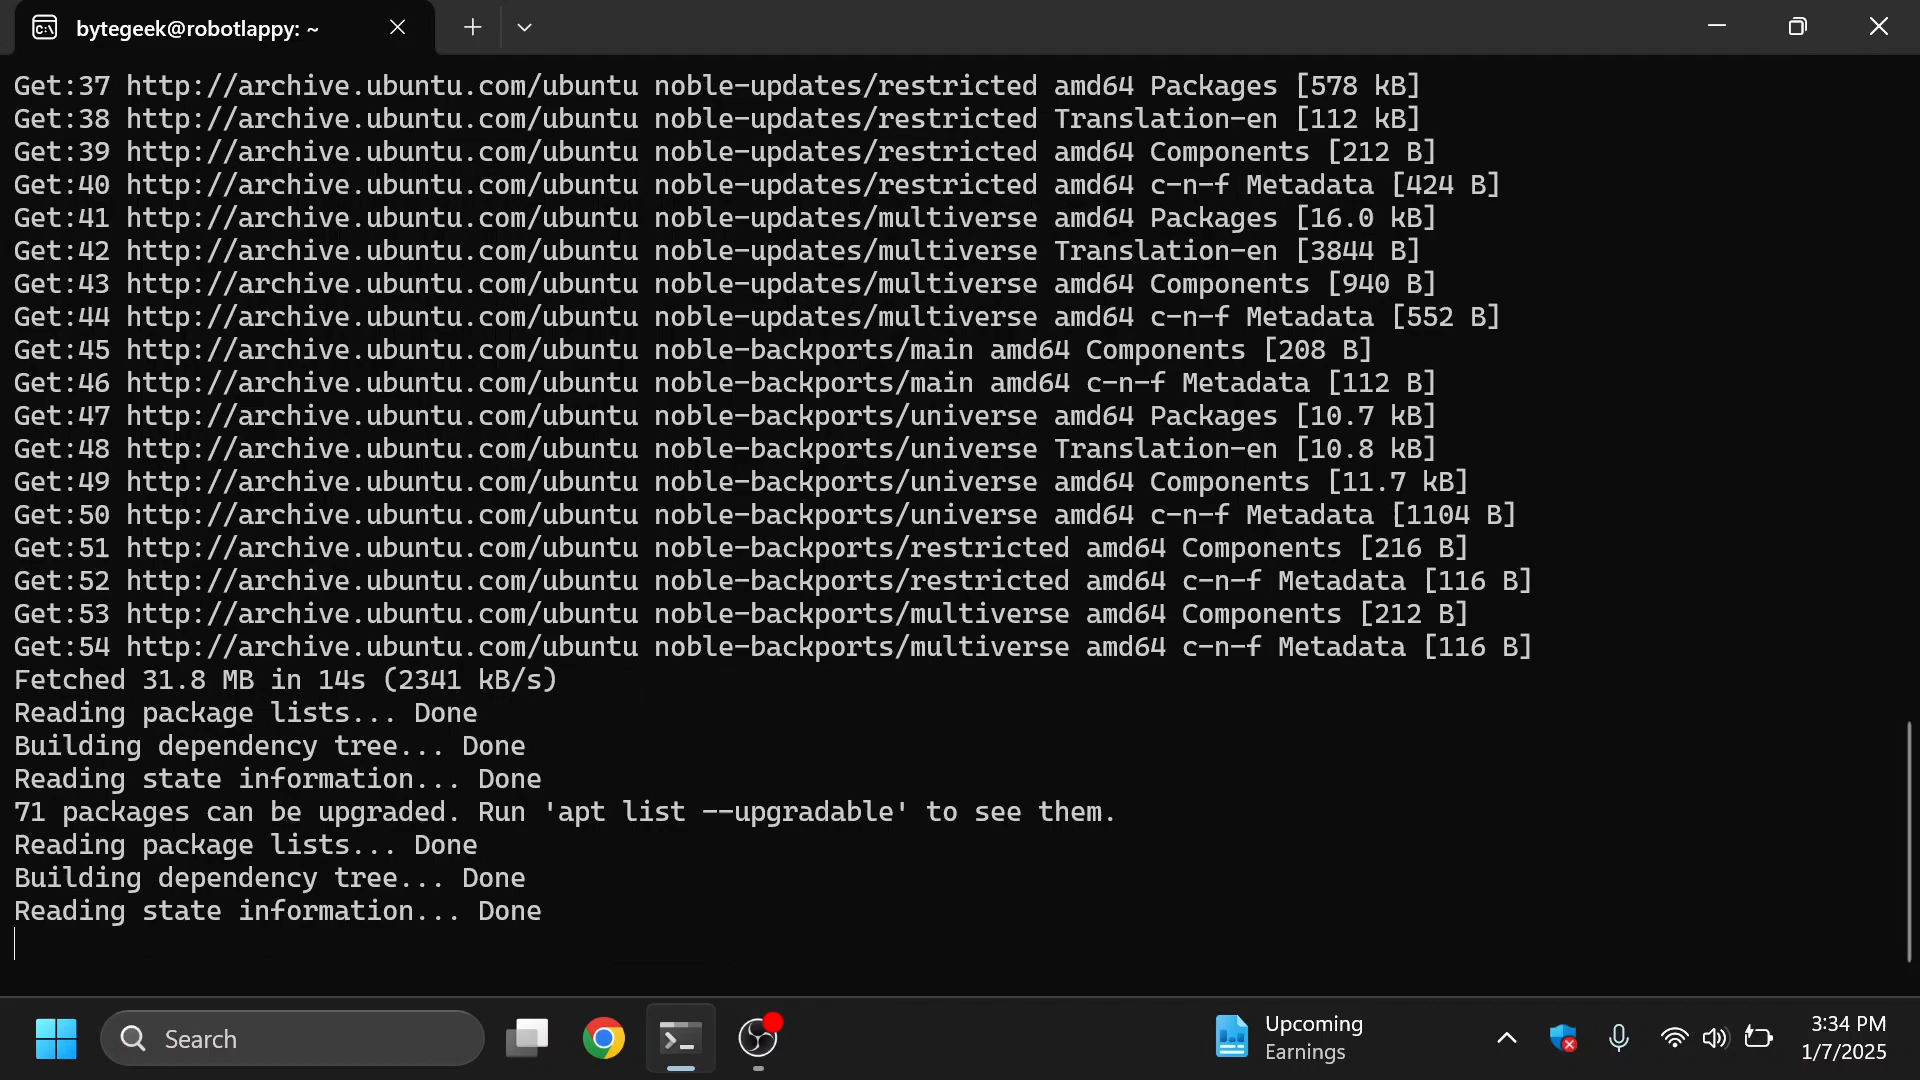 bytegeek@robotlappy: ~
Get:37 http://archive.ubuntu.com/ubuntu noble-updates/restricted amd64 Packages [578 kB]
Get:38 http://archive.ubuntu.com/ubuntu noble-updates/restricted Translation-en [112 kB]
Get:39 http://archive.ubuntu.com/ubuntu noble-updates/restricted amd64 Components [212 B]
Get:40 http://archive.ubuntu.com/ubuntu noble-updates/restricted amd64 c-n-f Metadata [424 B]
Get:41 http://archive.ubuntu.com/ubuntu noble-updates/multiverse amd64 Packages [16.0 kB]
Get:42 http://archive.ubuntu.com/ubuntu noble-updates/multiverse Translation-en [3844 B]
Get:43 http://archive.ubuntu.com/ubuntu noble-updates/multiverse amd64 Components [940 B]
Get:44 http://archive.ubuntu.com/ubuntu noble-updates/multiverse amd64 c-n-f Metadata [552 B]
Get:45 http://archive.ubuntu.com/ubuntu noble-backports/main amd64 Components [208 B]
Get:46 http://archive.ubuntu.com/ubuntu noble-backports/main amd64 c-n-f Metadata [112 B]
Get:47 http://archive.ubuntu.com/ubuntu noble-backports/universe amd64 Packages [10.7 kB]
Get:48 http://archive.ubuntu.com/ubuntu noble-backports/universe Translation-en [10.8 kB]
Get:49 http://archive.ubuntu.com/ubuntu noble-backports/universe amd64 Components [11.7 kB]
Get:50 http://archive.ubuntu.com/ubuntu noble-backports/universe amd64 c-n-f Metadata [1104 B]
Get:51 http://archive.ubuntu.com/ubuntu noble-backports/restricted amd64 Components [216 B]
Get:52 http://archive.ubuntu.com/ubuntu noble-backports/restricted amd64 c-n-f Metadata [116 B]
Get:53 http://archive.ubuntu.com/ubuntu noble-backports/multiverse amd64 Components [212 B]
Get:54 http://archive.ubuntu.com/ubuntu noble-backports/multiverse amd64 c-n-f Metadata [116 B]
Fetched 31.8 MB in 14s (2341 kB/s)
Reading package lists... Done
Building dependency tree... Done
Reading state information... Done
71 packages can be upgraded. Run 'apt list --upgradable' to see them.
Reading package lists... Done
Building dependency tree... Done
Reading state information... Done
Search
Upcoming
Earnings
3:34 PM
1/7/2025